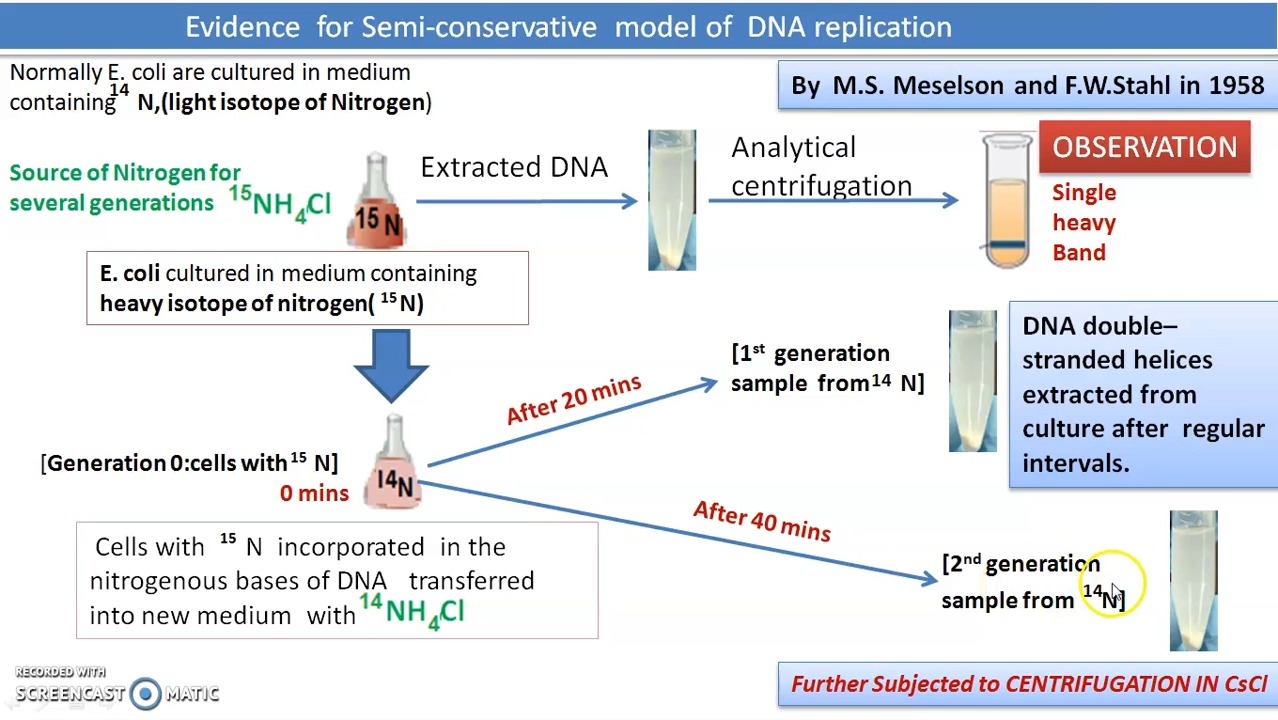 Evidence for Semi-conservative model of DNA replication
Normally E. coli are cultured in medium
containing 14 N,(light isotope of Nitrogen)
By M.S. Meselson and F.W.Stahl in 1958
Source of Nitrogen for
several generations 15NH4Cl
15 N
Extracted DNA
Analytical
centrifugation
OBSERVATION
Single
heavy
Band
E. coli cultured in medium containing
heavy isotope of nitrogen( 15 N)
[1st generation
sample from 14 N]
DNA double–
stranded helices
extracted from
culture after regular
intervals.
After 20 mins
[Generation 0:cells with 15 N]
0 mins
14N
After 40 mins
Cells with 15 N incorporated in the
nitrogenous bases of DNA transferred
into new medium with 14NH4Cl
[2nd generation
sample from 14N]
RECORDED WITH
SCREENCAST MATIC
Further Subjected to CENTRIFUGATION IN CsCl